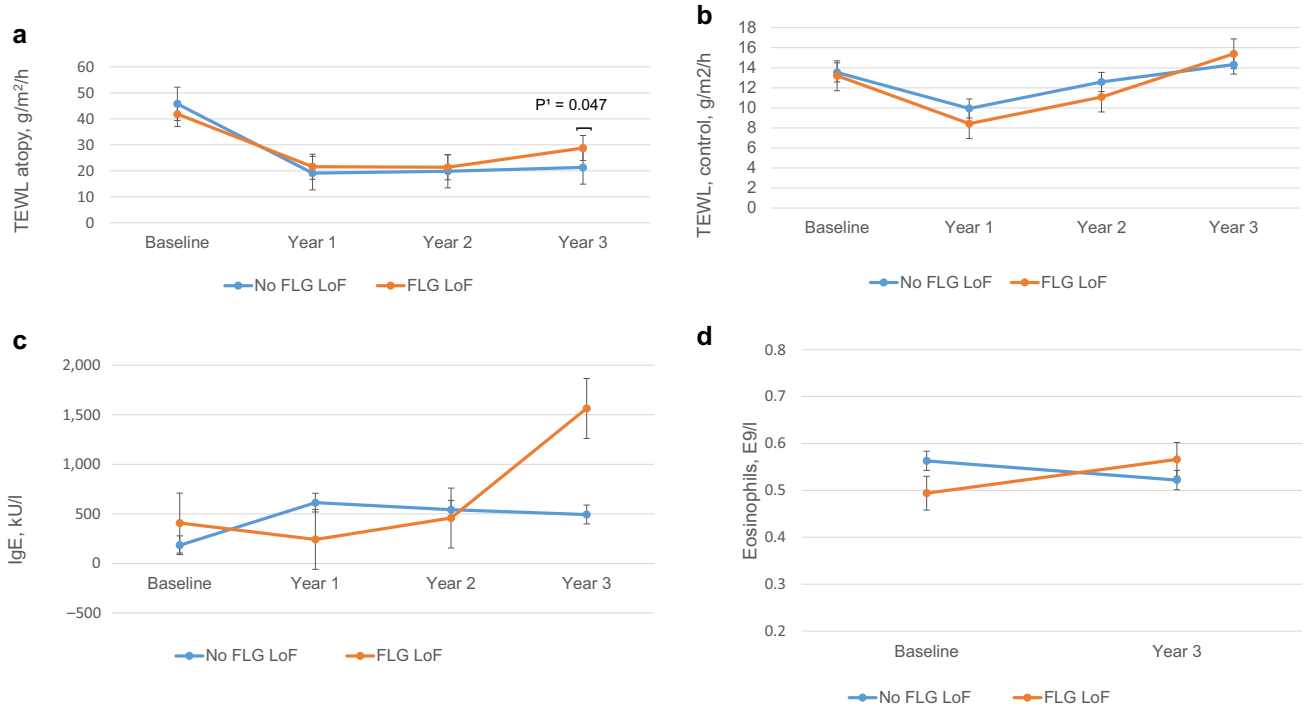 a
TEWL atopy, g/m²/h
60
50
40
30
20
10
0
P¹ = 0.047
Baseline Year 1 Year 2 Year 3
No FLG LoF FLG LoF
b
TEWL, control, g/m2/h
18
16
14
12
10
8
6
4
2
0
Baseline Year 1 Year 2 Year 3
No FLG LoF FLG LoF
c
IgE, kU/l
2,000
1,500
1,000
500
0
–500
Baseline Year 1 Year 2 Year 3
No FLG LoF FLG LoF
d
Eosinophils, E9/l
0.8
0.7
0.6
0.5
0.4
0.3
0.2
Baseline Year 3
No FLG LoF FLG LoF